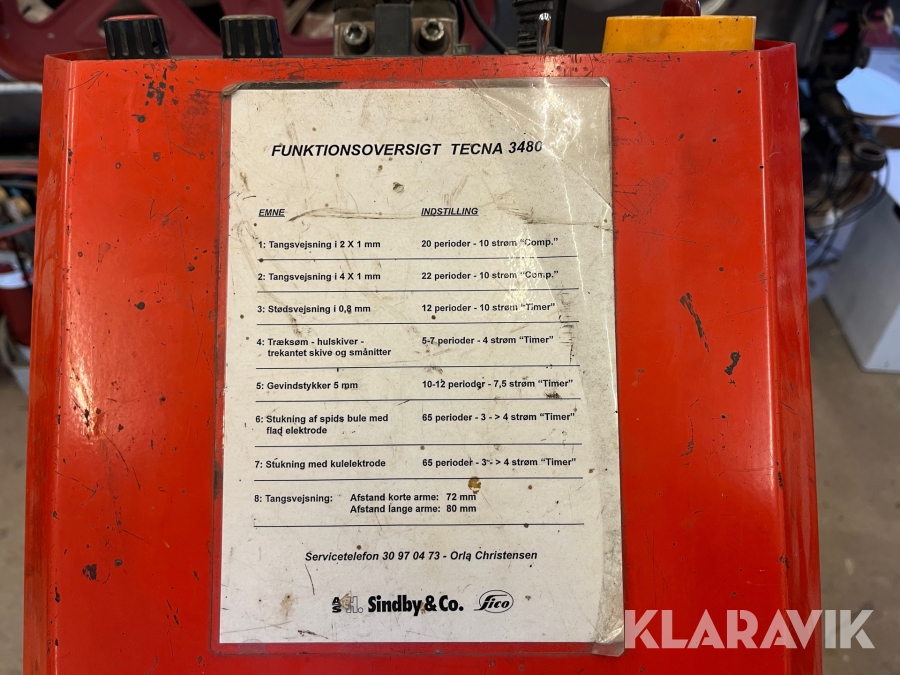 FUNKTIONSOVERSIGT TECNA 3480
EMNE INDSTILLING
1: Tangsvejsning i 2 X 1 mm 20 perioder - 10 strøm "Comp."
2: Tangsvejsning i 4 X 1 mm 22 perioder - 10 strøm "Comp."
3: Stødsvejsning i 0,8 mm 12 perioder - 10 strøm "Timer"
4: Træksøm - hulskiver - 5-7 perioder - 4 strøm "Timer"
trekantet skive og smånitter
5: Gevindstykker 5 mm 10-12 perioder - 7,5 strøm "Timer"
6: Stukning af spids bule med 65 perioder - 3 - > 4 strøm "Timer"
flad elektrode
7: Stukning med kulelektrode 65 perioder - 3 - > 4 strøm "Timer"
8: Tangsvejsning: Afstand korte arme: 72 mm
Afstand lange arme: 80 mm
Servicetelefon 30 97 04 73 - Orla Christensen
A/S H. Sindby & Co. fico
KLARAVIK